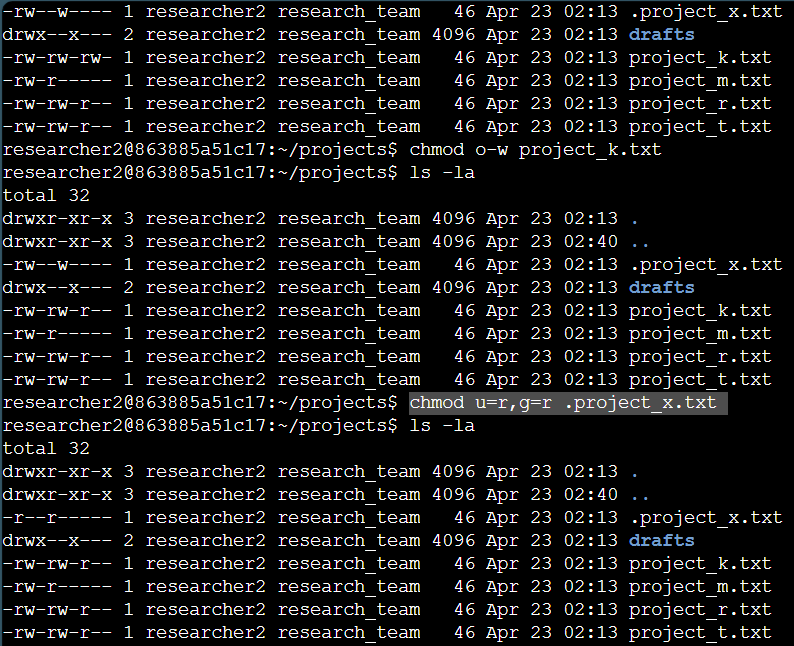 -rw--w---- 1 researcher2 research_team   46 Apr 23 02:13 .project_x.txt
drwx--x--- 2 researcher2 research_team 4096 Apr 23 02:13 drafts
-rw-rw-rw- 1 researcher2 research_team   46 Apr 23 02:13 project_k.txt
-rw-r----- 1 researcher2 research_team   46 Apr 23 02:13 project_m.txt
-rw-rw-r-- 1 researcher2 research_team   46 Apr 23 02:13 project_r.txt
-rw-rw-r-- 1 researcher2 research_team   46 Apr 23 02:13 project_t.txt
researcher2@863885a51c17:~/projects$ chmod o-w project_k.txt
researcher2@863885a51c17:~/projects$ ls -la
total 32
drwxr-xr-x 3 researcher2 research_team 4096 Apr 23 02:13 .
drwxr-xr-x 3 researcher2 research_team 4096 Apr 23 02:40 ..
-rw--w---- 1 researcher2 research_team   46 Apr 23 02:13 .project_x.txt
drwx--x--- 2 researcher2 research_team 4096 Apr 23 02:13 drafts
-rw-rw-r-- 1 researcher2 research_team   46 Apr 23 02:13 project_k.txt
-rw-r----- 1 researcher2 research_team   46 Apr 23 02:13 project_m.txt
-rw-rw-r-- 1 researcher2 research_team   46 Apr 23 02:13 project_r.txt
-rw-rw-r-- 1 researcher2 research_team   46 Apr 23 02:13 project_t.txt
researcher2@863885a51c17:~/projects$ chmod u=r,g=r .project_x.txt
researcher2@863885a51c17:~/projects$ ls -la
total 32
drwxr-xr-x 3 researcher2 research_team 4096 Apr 23 02:13 .
drwxr-xr-x 3 researcher2 research_team 4096 Apr 23 02:40 ..
-r--r----- 1 researcher2 research_team   46 Apr 23 02:13 .project_x.txt
drwx--x--- 2 researcher2 research_team 4096 Apr 23 02:13 drafts
-rw-rw-r-- 1 researcher2 research_team   46 Apr 23 02:13 project_k.txt
-rw-r----- 1 researcher2 research_team   46 Apr 23 02:13 project_m.txt
-rw-rw-r-- 1 researcher2 research_team   46 Apr 23 02:13 project_r.txt
-rw-rw-r-- 1 researcher2 research_team   46 Apr 23 02:13 project_t.txt